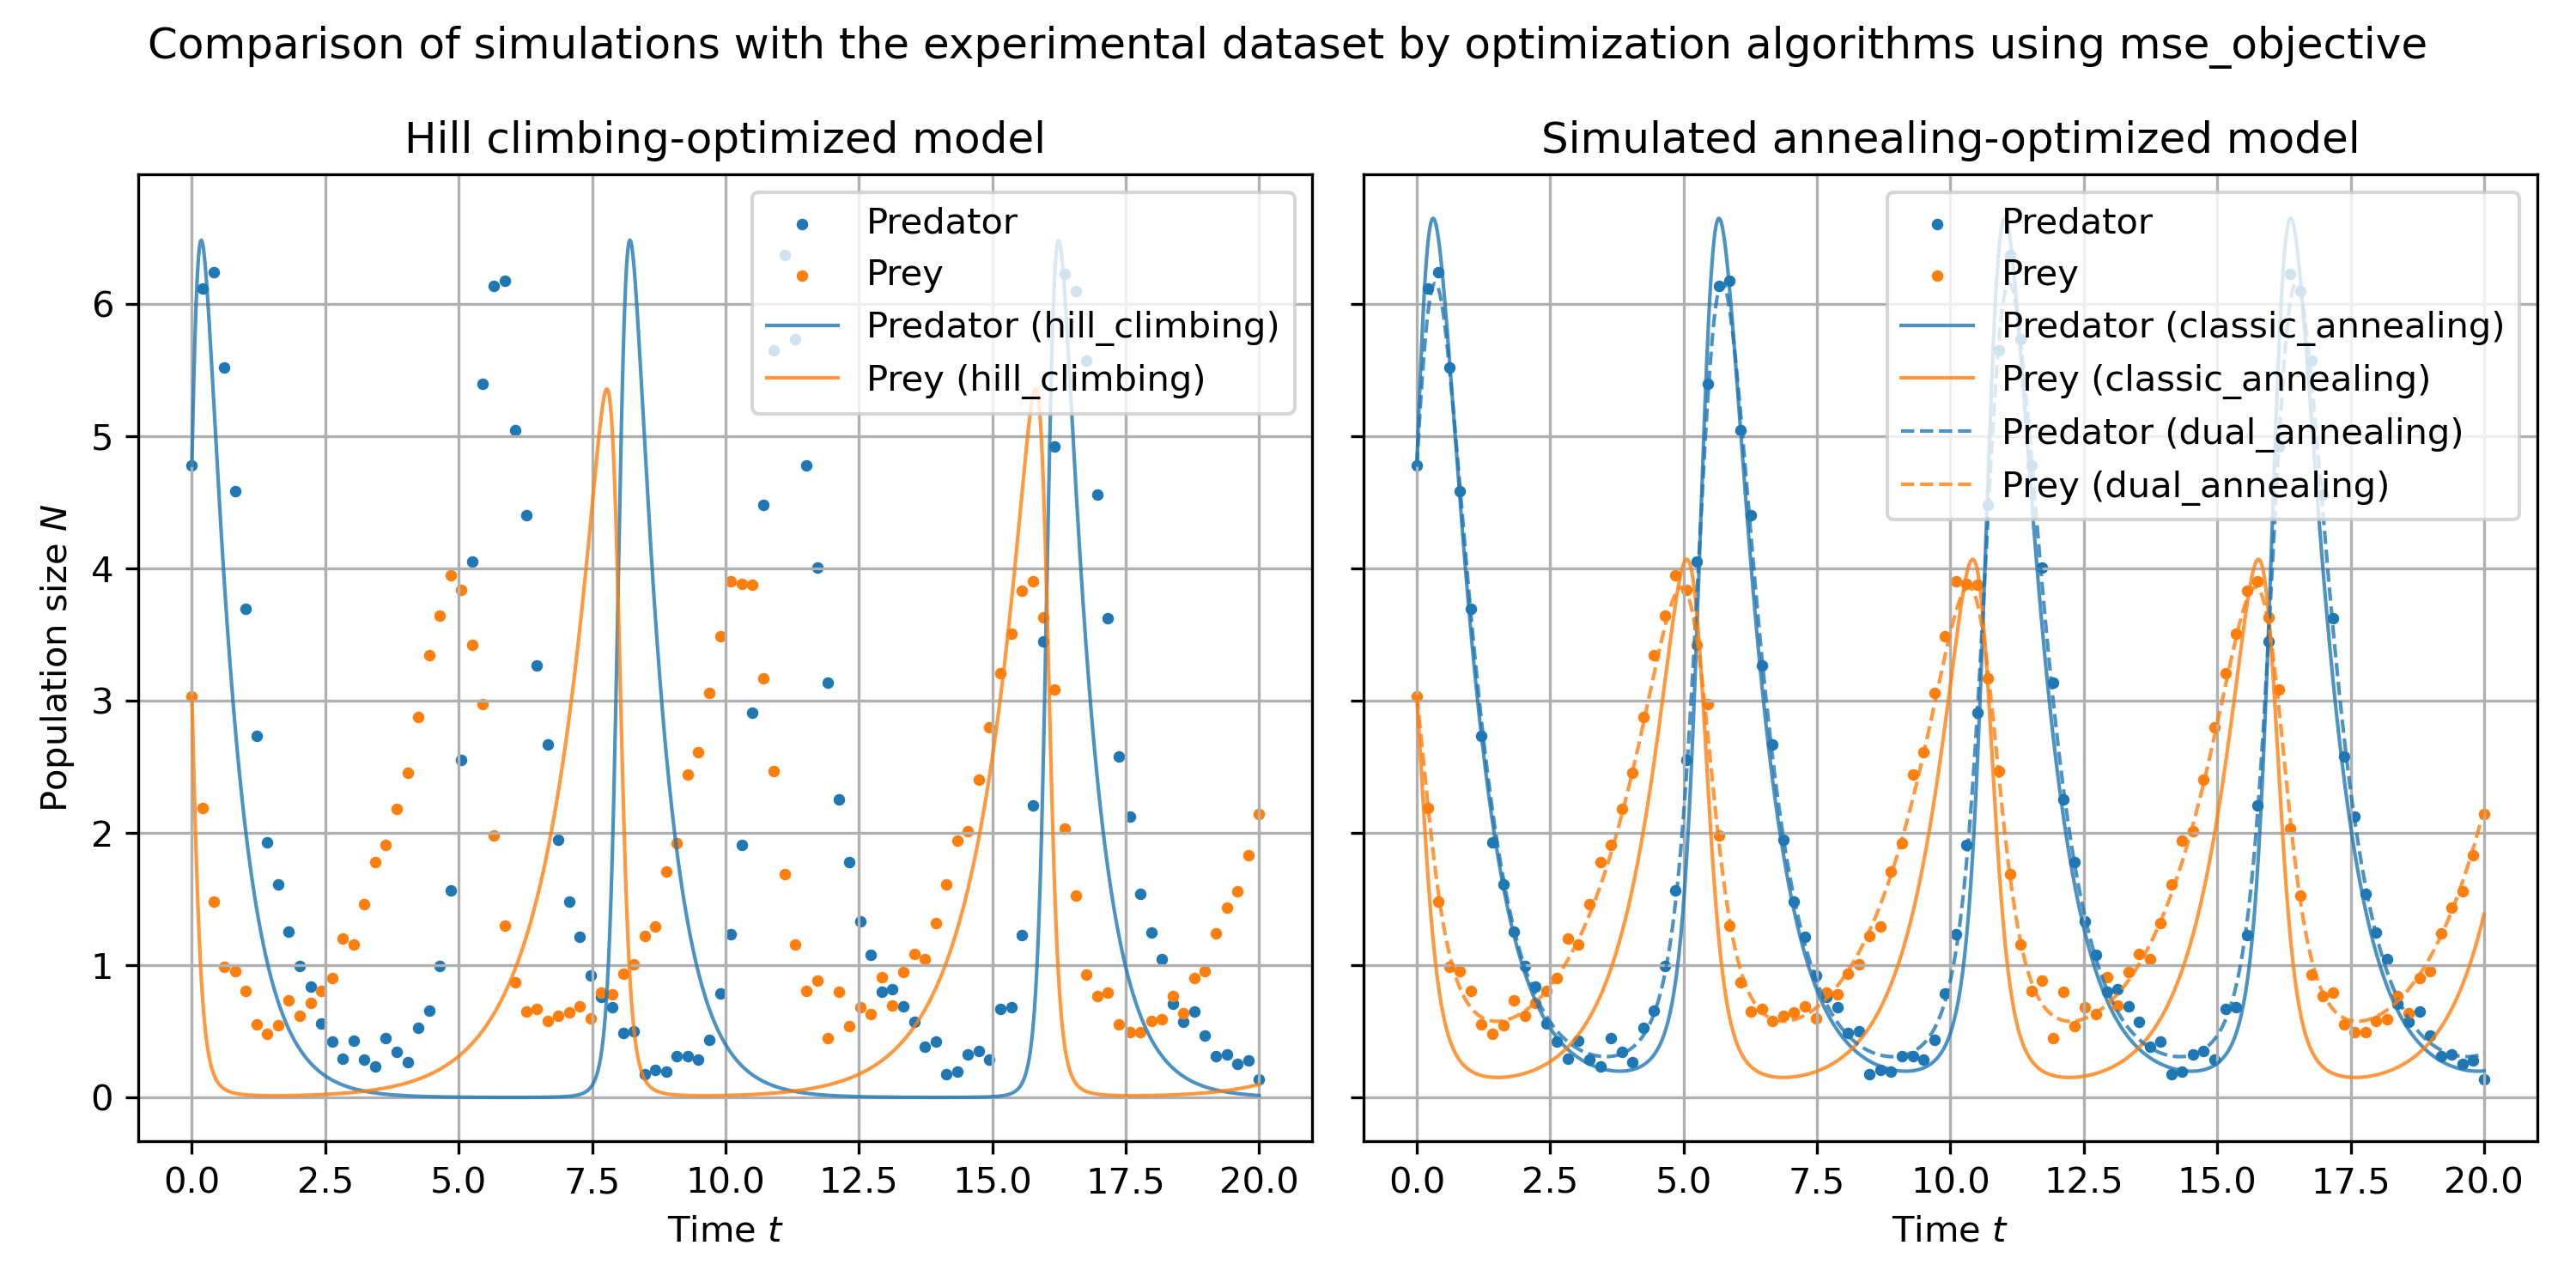 Comparison of simulations with the experimental dataset by optimization algorithms using mse_objective
Hill climbing-optimized model
Predator
Prey
Predator (hill_climbing)
Prey (hill_climbing)
Population size N
6
5
4
3
2
1
0
0.0 2.5 5.0 7.5 10.0 12.5 15.0 17.5 20.0
Time t
Simulated annealing-optimized model
Predator
Prey
Predator (classic_annealing)
Prey (classic_annealing)
Predator (dual_annealing)
Prey (dual_annealing)
0.0 2.5 5.0 7.5 10.0 12.5 15.0 17.5 20.0
Time t